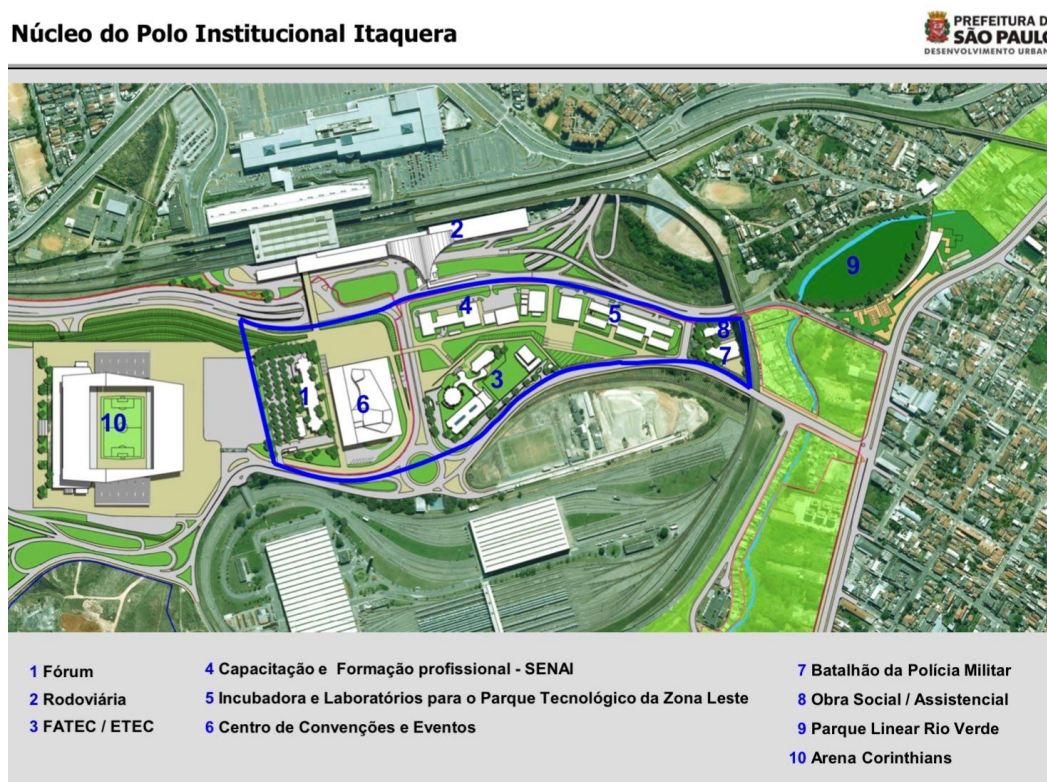 Núcleo do Polo Institucional Itaquera
PREFEITURA D
SÃO PAULO
DESENVOLVIMENTO URBAN
2
9
4
5
8
7
3
1
6
10
1 Fórum
2 Rodoviária
3 FATEC / ETEC
4 Capacitação e Formação profissional - SENAI
5 Incubadora e Laboratórios para o Parque Tecnológico da Zona Leste
6 Centro de Convenções e Eventos
7 Batalhão da Polícia Militar
8 Obra Social / Assistencial
9 Parque Linear Rio Verde
10 Arena Corinthians